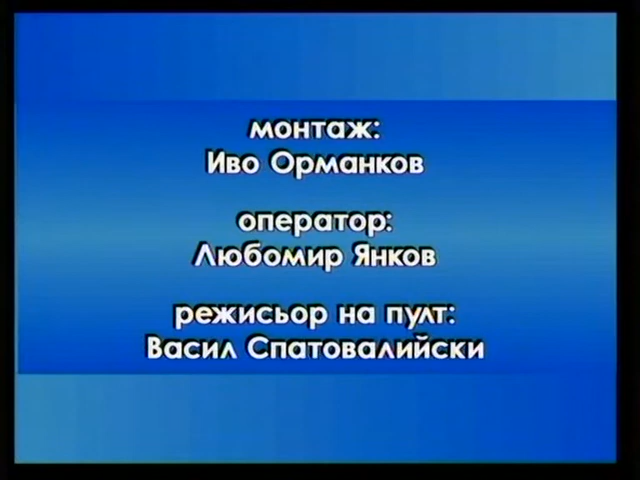 монтаж:
Иво Орманков
оператор:
Любомир Янков
режисьор на пулт:
Васил Спатовалийски